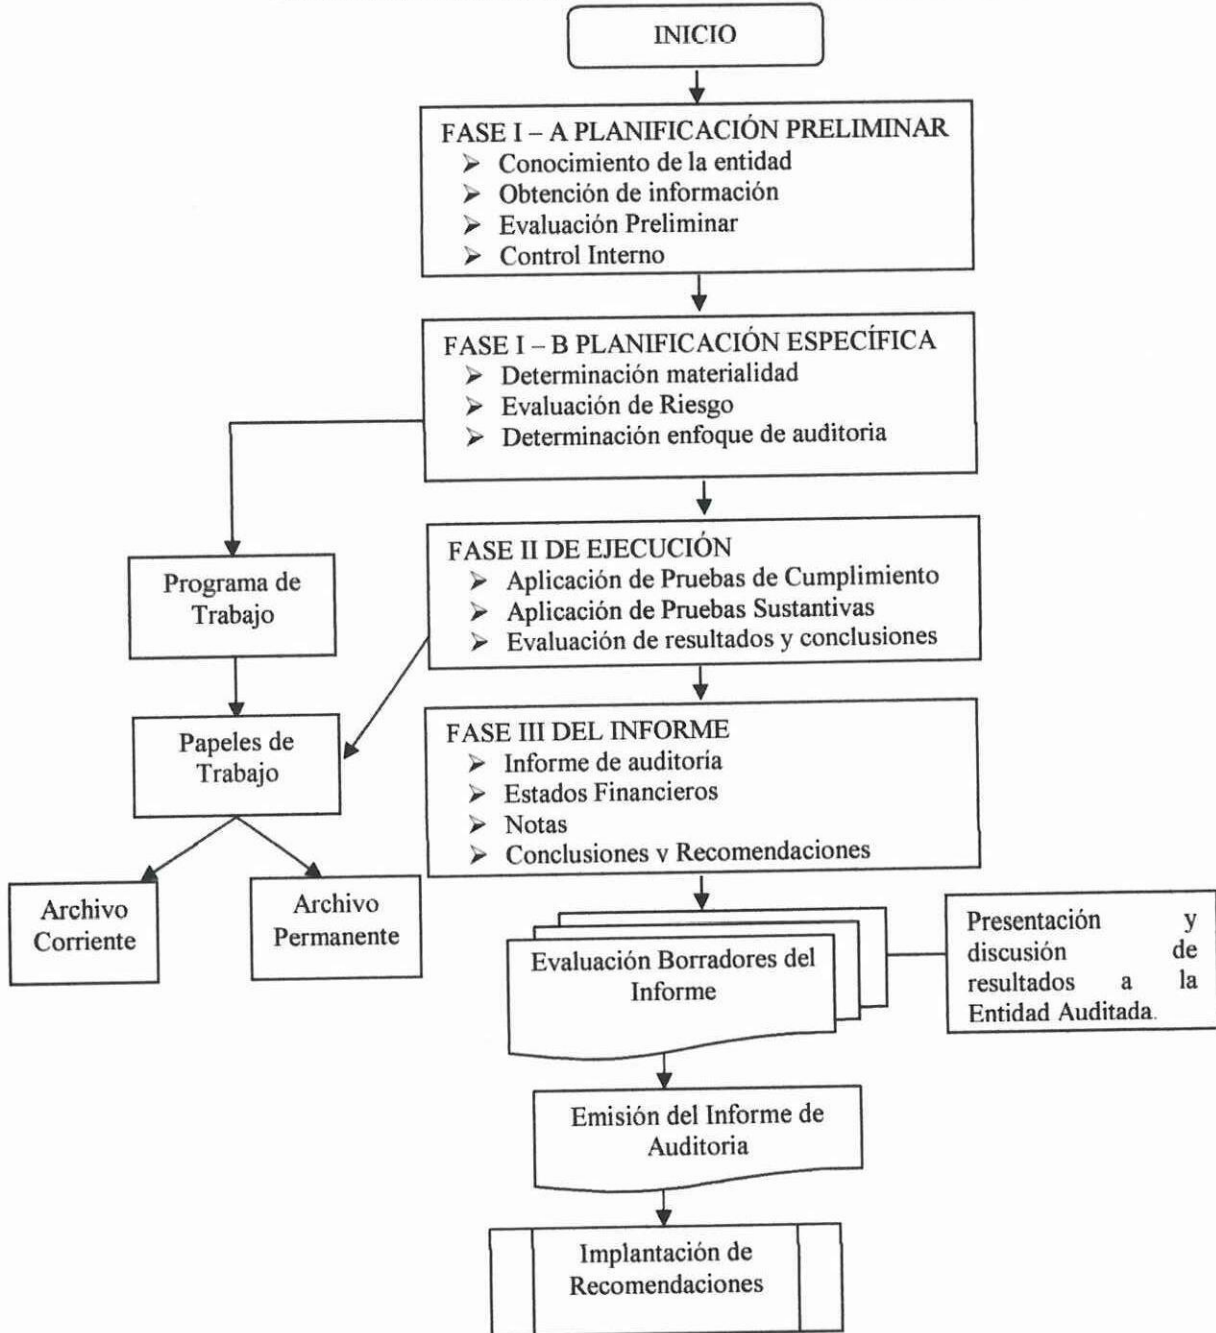 INICIO
FASE I – A PLANIFICACIÓN PRELIMINAR
➢ Conocimiento de la entidad
➢ Obtención de información
➢ Evaluación Preliminar
➢ Control Interno
FASE I – B PLANIFICACIÓN ESPECÍFICA
➢ Determinación materialidad
➢ Evaluación de Riesgo
➢ Determinación enfoque de auditoria
Programa de
Trabajo
FASE II DE EJECUCIÓN
➢ Aplicación de Pruebas de Cumplimiento
➢ Aplicación de Pruebas Sustantivas
➢ Evaluación de resultados y conclusiones
Papeles de
Trabajo
FASE III DEL INFORME
➢ Informe de auditoría
➢ Estados Financieros
➢ Notas
➢ Conclusiones v Recomendaciones
Archivo
Corriente
Archivo
Permanente
Evaluación Borradores del
Informe
Presentación y
discusión de
resultados a la
Entidad Auditada.
Emisión del Informe de
Auditoria
Implantación de
Recomendaciones